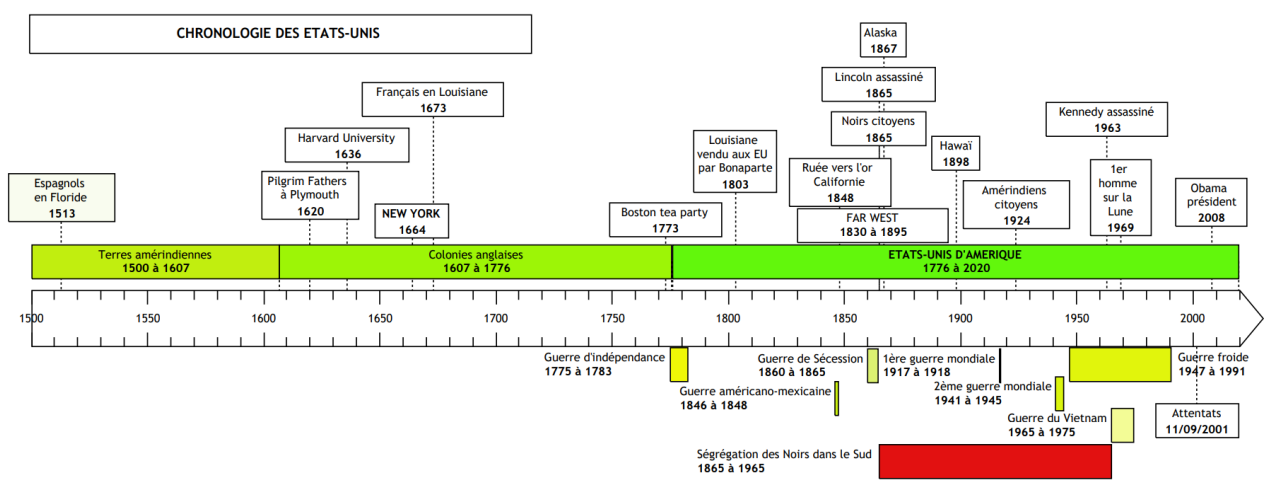 CHRONOLOGIE DES ETATS-UNIS
Alaska
1867
Lincoln assassiné
1865
Français en Louisiane
1673
Kennedy assassiné
1963
Noirs citoyens
1865
Harvard University
1636
Louisiane
vendu aux EU
par Bonaparte
1803
Hawaï
1898
Ruée vers l'or
Californie
1848
1er
homme
sur la
Lune
1969
Espagnols
en Floride
1513
Pilgrim Fathers
à Plymouth
1620
Amérindiens
citoyens
1924
Obama
président
2008
NEW YORK
1664
Boston tea party
1773
FAR WEST
1830 à 1895
Terres amérindiennes
1500 à 1607
Colonies anglaises
1607 à 1776
ETATS-UNIS D'AMERIQUE
1776 à 2020
1500 1550 1600 1650 1700 1750 1800 1850 1900 1950 2000
Guerre d'indépendance
1775 à 1783
Guerre de Sécession
1860 à 1865
1ère guerre mondiale
1917 à 1918
Guerre froide
1947 à 1991
Guerre américano-mexicaine
1846 à 1848
2ème guerre mondiale
1941 à 1945
Guerre du Vietnam
1965 à 1975
Attentats
11/09/2001
Ségrégation des Noirs dans le Sud
1865 à 1965